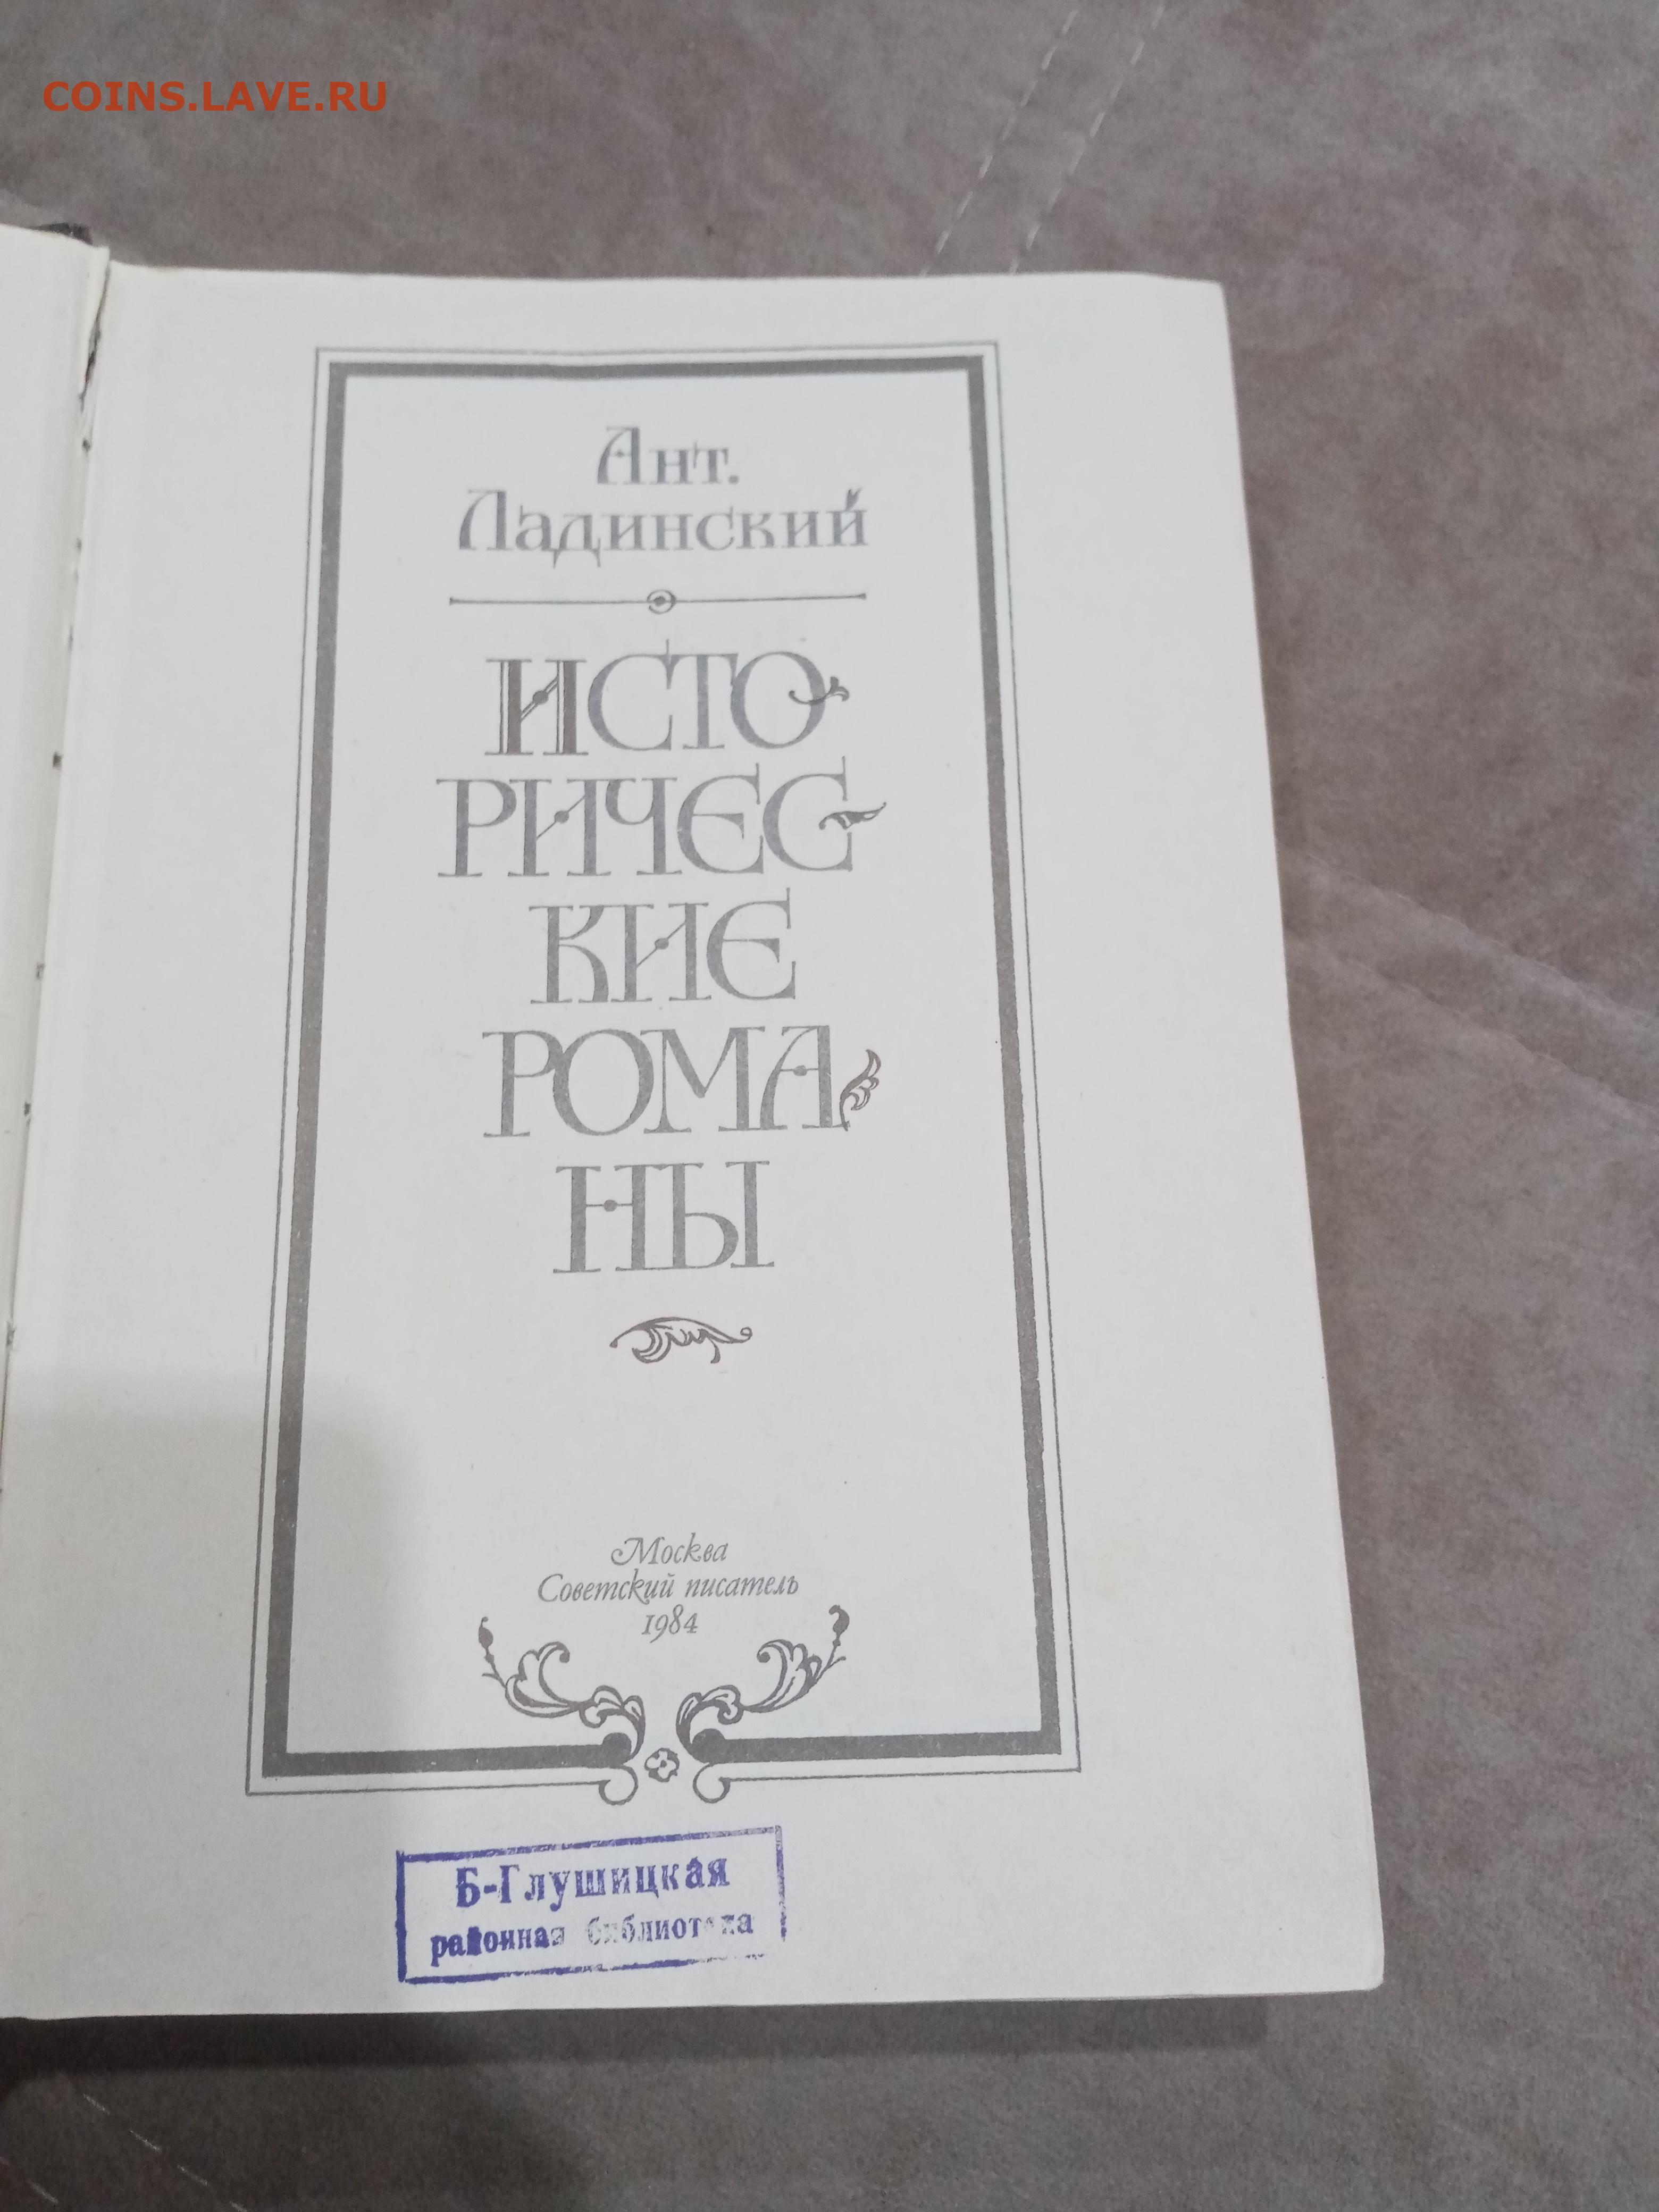 COINS.LAVE.RU
Ант.
Ладинский
ИСТО
РИЧЕС
КИЕ
РОМА
НЫ
Москва
Советский писатель
1984
Б-Глушицкая
районная библиотека